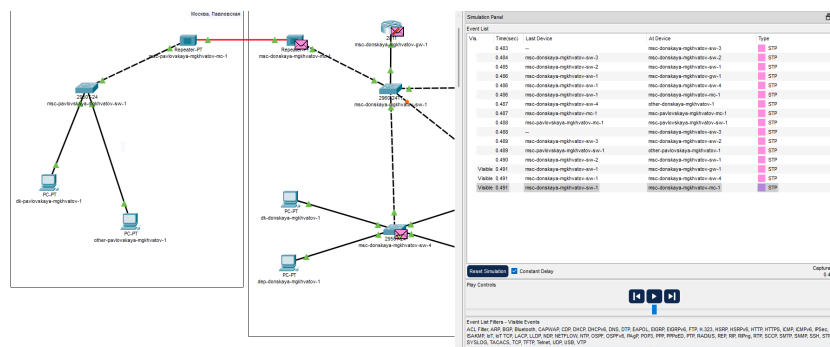 Москва, Павловская
Repeater-PT
msc-pavlovskaya-mgkhvatov-mc-1
2811
msc-donskaya-mgkhvatov-gw-1
msc-pavlovskaya-mgkhvatov-sw-1
PC-PT
dk-pavlovskaya-mgkhvatov-1
PC-PT
other-pavlovskaya-mgkhvatov-1
PC-PT
dk-donskaya-mgkhvatov-1
msc-donskaya-mgkhvatov-sw-4
PC-PT
dep-donskaya-mgkhvatov-1
Simulation Panel
Event List
Vis. Time(sec) Last Device At Device Type
0.483 -- msc-donskaya-mgkhvatov-sw-3 STP
0.484 msc-donskaya-mgkhvatov-sw-3 msc-donskaya-mgkhvatov-sw-2 STP
0.485 msc-donskaya-mgkhvatov-sw-2 msc-donskaya-mgkhvatov-sw-1 STP
0.486 msc-donskaya-mgkhvatov-sw-1 msc-donskaya-mgkhvatov-gw-1 STP
0.486 msc-donskaya-mgkhvatov-sw-1 msc-donskaya-mgkhvatov-sw-4 STP
0.486 msc-donskaya-mgkhvatov-sw-1 msc-donskaya-mgkhvatov-mc-1 STP
0.487 msc-donskaya-mgkhvatov-sw-4 other-donskaya-mgkhvatov-1 STP
0.487 msc-donskaya-mgkhvatov-mc-1 msc-pavlovskaya-mgkhvatov-mc-1 STP
0.488 msc-pavlovskaya-mgkhvatov-mc-1 msc-pavlovskaya-mgkhvatov-sw-1 STP
0.488 -- msc-donskaya-mgkhvatov-sw-3 STP
0.489 msc-donskaya-mgkhvatov-sw-3 msc-donskaya-mgkhvatov-sw-2 STP
0.489 msc-pavlovskaya-mgkhvatov-sw-1 other-pavlovskaya-mgkhvatov-1 STP
0.490 msc-donskaya-mgkhvatov-sw-2 msc-donskaya-mgkhvatov-sw-1 STP
Visible 0.491 msc-donskaya-mgkhvatov-sw-1 msc-donskaya-mgkhvatov-gw-1 STP
Visible 0.491 msc-donskaya-mgkhvatov-sw-1 msc-donskaya-mgkhvatov-sw-4 STP
Visible 0.491 msc-donskaya-mgkhvatov-sw-1 msc-donskaya-mgkhvatov-mc-1 STP
Reset Simulation Constant Delay
Play Controls
Event List Filters - Visible Events
ACL Filter, ARP, BGP, Bluetooth, CAPWAP, CDP, DHCP, DHCPv6, DNS, DTP, EAPOL, EIGRP, EIGRPv6, FTP, H.323, HSRP, HSRPv6, HTTP, HTTPS, ICMP, ICMPv6, IPSec,
ISAKMP, IoT, IoT TCP, LACP, LLDP, NDP, NETFLOW, NTP, OSPF, OSPFv6, PAgP, POP3, PPP, PPPoED, PTP, RADIUS, REP, RIP, RIPng, RTP, SCCP, SMTP, SNMP, SSH, STP
SYSLOG, TACACS, TCP, TFTP, Telnet, UDP, USB, VTP